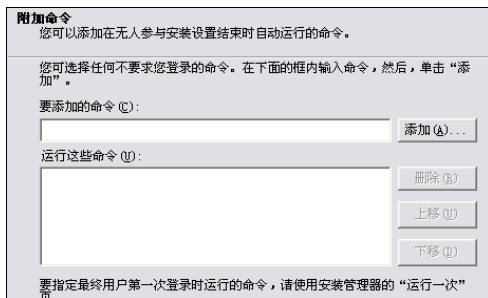 附加命令
您可以添加在无人参与安装设置结束时自动运行的命令。
您可选择任何不要求您登录的命令。在下面的框内输入命令，然后，单击“添
加”。
要添加的命令(C):
添加(A)...
运行这些命令(U):
删除(R)
上移(U)
下移(D)
要指定最终用户第一次登录时运行的命令，请使用安装管理器的“运行一次”
页